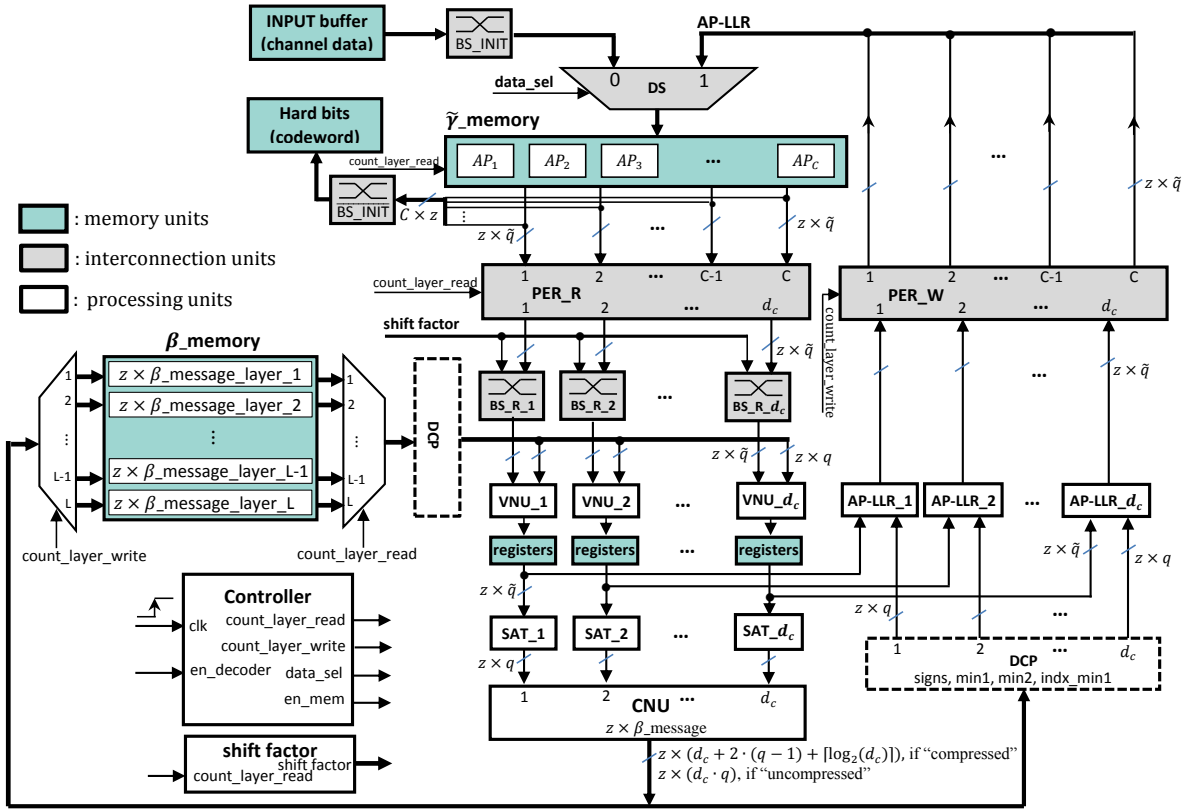 INPUT buffer
(channel data)
BS_INIT
AP-LLR
0
1
DS
data_sel
Hard bits
(codeword)
γ̃_memory
AP₁
AP₂
AP₃
...
AP_C
count_layer_read
BS_INIT
C × z
⋮
z × q̃
...
z × q̃
...
z × q̃
: memory units
: interconnection units
: processing units
1
2
...
C-1
C
PER_R
1
2
...
d_c
count_layer_read
1
2
...
C-1
C
PER_W
1
2
...
d_c
count_layer_write
shift factor
...
z × q̃
...
z × q̃
BS_R_1
BS_R_2
...
BS_R_d_c
β_memory
1
2
⋮
L-1
L
z × β_message_layer_1
z × β_message_layer_2
⋮
z × β_message_layer_L-1
z × β_message_layer_L
1
2
⋮
L-1
L
count_layer_write
count_layer_read
DCP
z × q̃
z × q
VNU_1
VNU_2
...
VNU_d_c
AP-LLR_1
AP-LLR_2
...
AP-LLR_d_c
registers
registers
...
registers
z × q̃
z × q̃
z × q
SAT_1
SAT_2
...
SAT_d_c
z × q
z × q
...
1
2
...
d_c
DCP
signs, min1, min2, indx_min1
Controller
clk
en_decoder
count_layer_read
count_layer_write
data_sel
en_mem
1
2
...
d_c
CNU
z × β_message
z × (d_c + 2 · (q − 1) + ⌈log₂(d_c)⌉), if “compressed”
z × (d_c · q), if “uncompressed”
shift factor
shift factor
count_layer_read